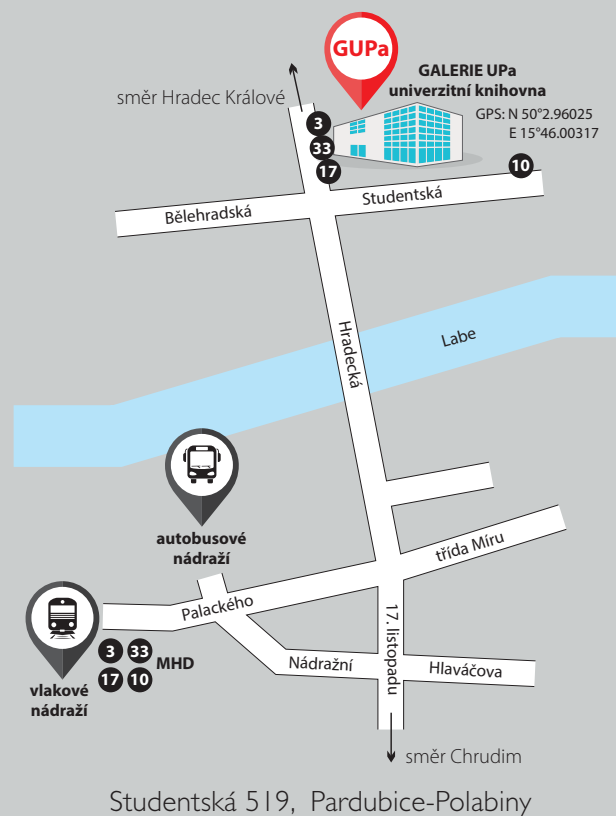 GUPa
GALERIE UPa
univerzitní knihovna
GPS: N 50°2.96025
E 15°46.00317
směr Hradec Králové
3
33
17
10
Bělehradská
Studentská
Hradecká
Labe
autobusové
nádraží
třída Míru
Palackého
17. listopadu
3 33 MHD
17 10
vlakové
nádraží
Nádražní
Hlaváčova
směr Chrudim
Studentská 519, Pardubice-Polabiny